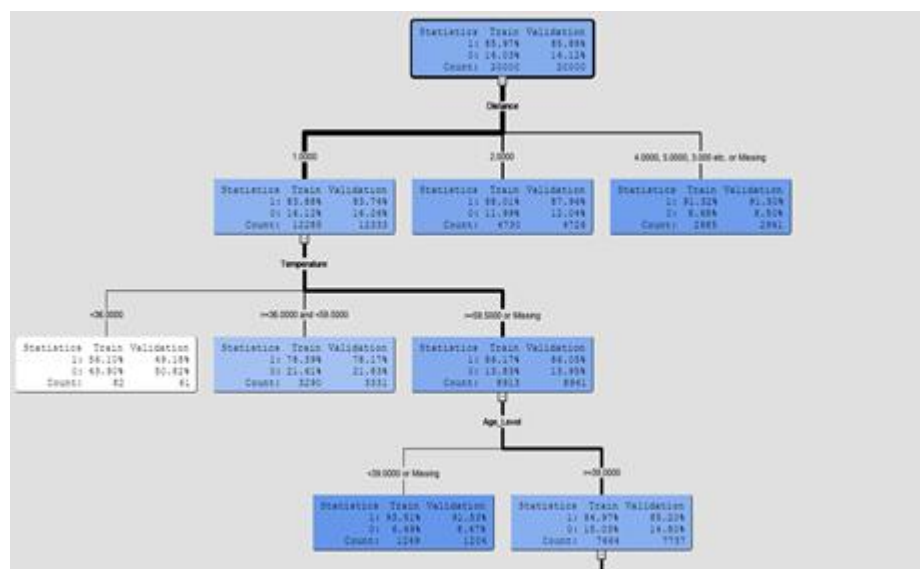 Statistics Train Validation
1: 85.97% 85.88%
0: 14.03% 14.12%
Count: 20000 20000
Distance
1.0000
2.0000
4.0000, 5.0000, 3.000 etc. or Missing
Statistics Train Validation
1: 83.88% 83.74%
Count: 12285 12333
Statistics Train Validation
1: 88.01% 87.96%
0: 11.99% 12.04%
Count: 4730 4726
Statistics Train Validation
1: 91.32% 91.50%
0: 8.68% 8.50%
Count: 2985 2941
Temperature
<36.0000
>=36.0000 and <59.5000
>=59.5000 or Missing
Statistics Train Validation
1: 56.10% 49.18%
0: 43.90% 50.82%
Count: 82 61
Statistics Train Validation
1: 78.39% 78.17%
0: 21.61% 21.83%
Count: 3290 3331
Statistics Train Validation
1: 86.17% 86.05%
0: 13.83% 13.95%
Count: 8913 8941
Age_Level
<39.0000 or Missing
>=39.0000
Statistics Train Validation
1: 93.51% 91.53%
0: 6.49% 8.47%
Count: 1249 1204
Statistics Train Validation
1: 84.97% 85.20%
0: 15.03% 14.80%
Count: 7664 7737